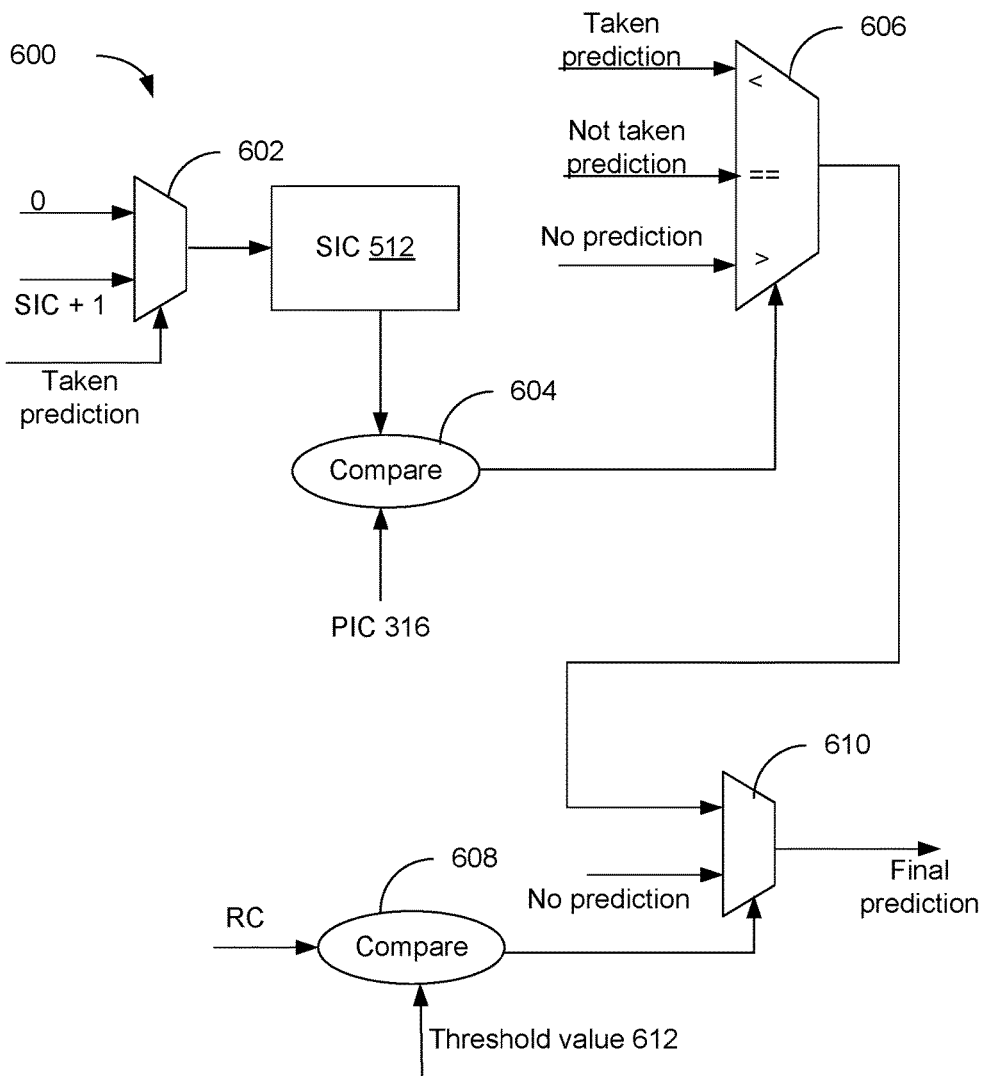 600
602
0
SIC + 1
Taken
prediction
SIC 512
604
Compare
PIC 316
Taken
prediction
<
Not taken
prediction
==
No prediction
>
606
610
No prediction
Final
prediction
608
RC
Compare
Threshold value 612